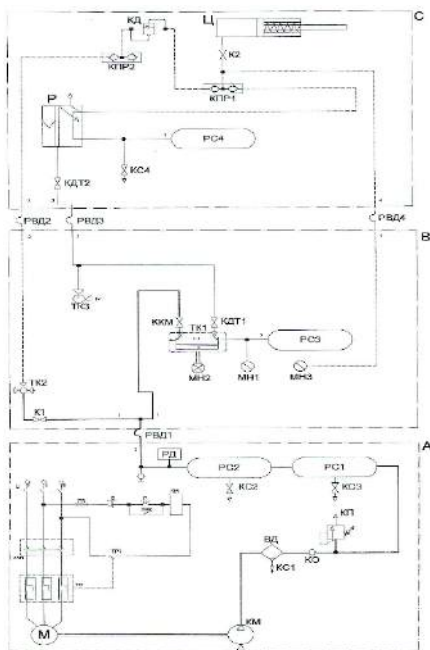 С
КД
Ц
К2
КПР2
КПР1
Р
РС4
КДТ2
КС4
РВД2
РВД3
РВД4
В
ТК3
ККМ
КДТ1
ТК1
РС3
МН2
МН1
МН3
ТК2
К1
РВД1
А
РД
РС2
РС1
КС2
КС3
КП
ВД
КО
КС1
М
КМ